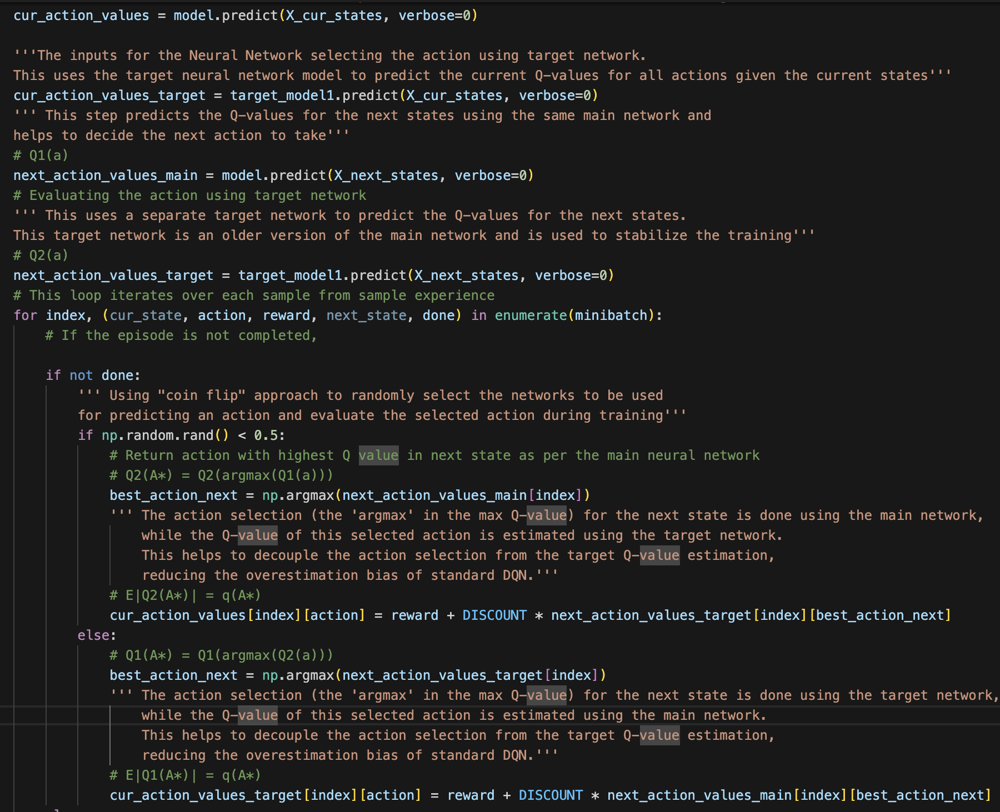 cur_action_values = model.predict(X_cur_states, verbose=0)
'''The inputs for the Neural Network selecting the action using target network.
This uses the target neural network model to predict the current Q-values for all actions given the current states'''
cur_action_values_target = target_model1.predict(X_cur_states, verbose=0)
''' This step predicts the Q-values for the next states using the same main network and
helps to decide the next action to take'''
# Q1(a)
next_action_values_main = model.predict(X_next_states, verbose=0)
# Evaluating the action using target network
''' This uses a separate target network to predict the Q-values for the next states.
This target network is an older version of the main network and is used to stabilize the training'''
# Q2(a)
next_action_values_target = target_model1.predict(X_next_states, verbose=0)
# This loop iterates over each sample from sample experience
for index, (cur_state, action, reward, next_state, done) in enumerate(minibatch):
    # If the episode is not completed,
    if not done:
        ''' Using "coin flip" approach to randomly select the networks to be used
        for predicting an action and evaluate the selected action during training'''
        if np.random.rand() < 0.5:
            # Return action with highest Q value in next state as per the main neural network
            # Q2(A*) = Q2(argmax(Q1(a)))
            best_action_next = np.argmax(next_action_values_main[index])
            ''' The action selection (the 'argmax' in the max Q-value) for the next state is done using the main network,
                while the Q-value of this selected action is estimated using the target network.
                This helps to decouple the action selection from the target Q-value estimation,
                reducing the overestimation bias of standard DQN.'''
            # E|Q2(A*)| = q(A*)
            cur_action_values[index][action] = reward + DISCOUNT * next_action_values_target[index][best_action_next]
        else:
            # Q1(A*) = Q1(argmax(Q2(a)))
            best_action_next = np.argmax(next_action_values_target[index])
            ''' The action selection (the 'argmax' in the max Q-value) for the next state is done using the target network,
                while the Q-value of this selected action is estimated using the main network.
                This helps to decouple the action selection from the target Q-value estimation,
                reducing the overestimation bias of standard DQN.'''
            # E|Q1(A*)| = q(A*)
            cur_action_values_target[index][action] = reward + DISCOUNT * next_action_values_main[index][best_action_next]